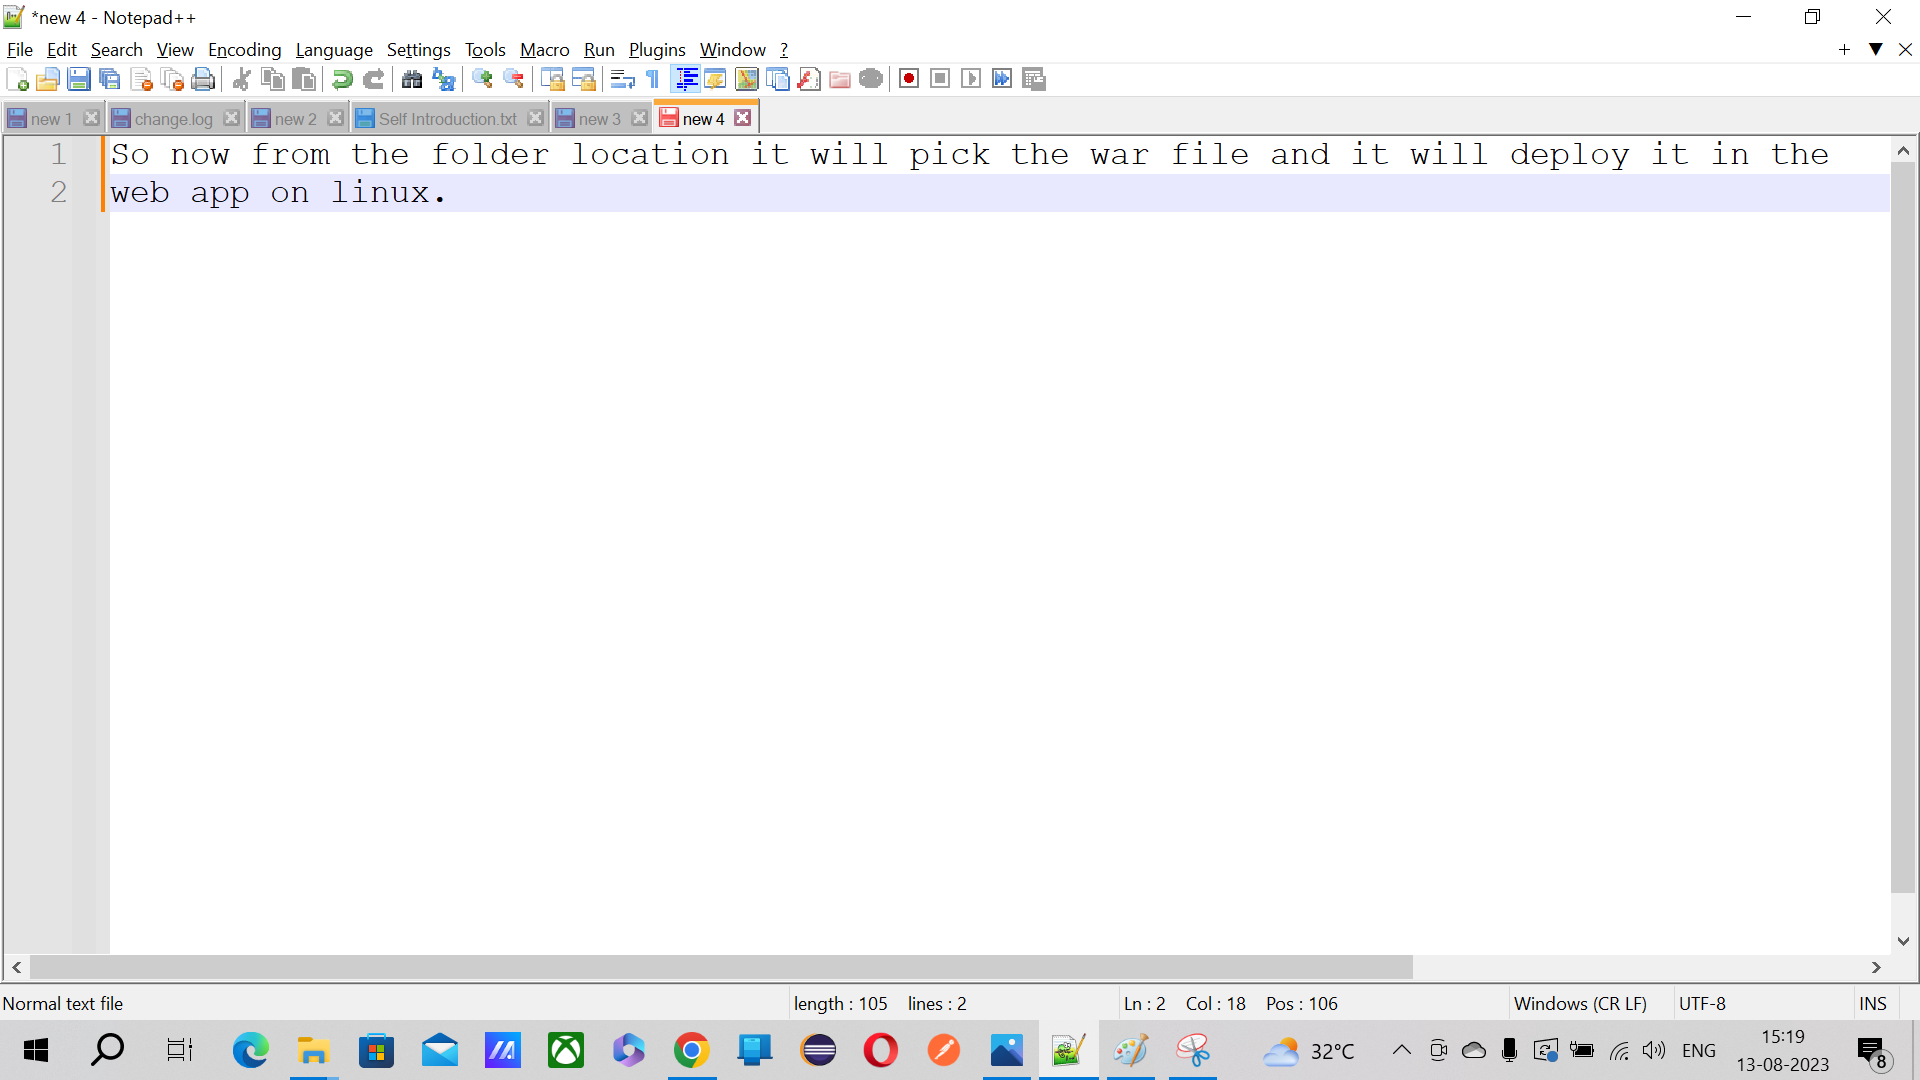 *new 4 - Notepad++
File Edit Search View Encoding Language Settings Tools Macro Run Plugins Window ?
new 1 change.log new 2 Self Introduction.txt new 3 new 4
1 So now from the folder location it will pick the war file and it will deploy it in the
2 web app on linux.
Normal text file length : 105 lines : 2 Ln : 2 Col : 18 Pos : 106 Windows (CR LF) UTF-8 INS
32°C ENG 15:19
13-08-2023 8